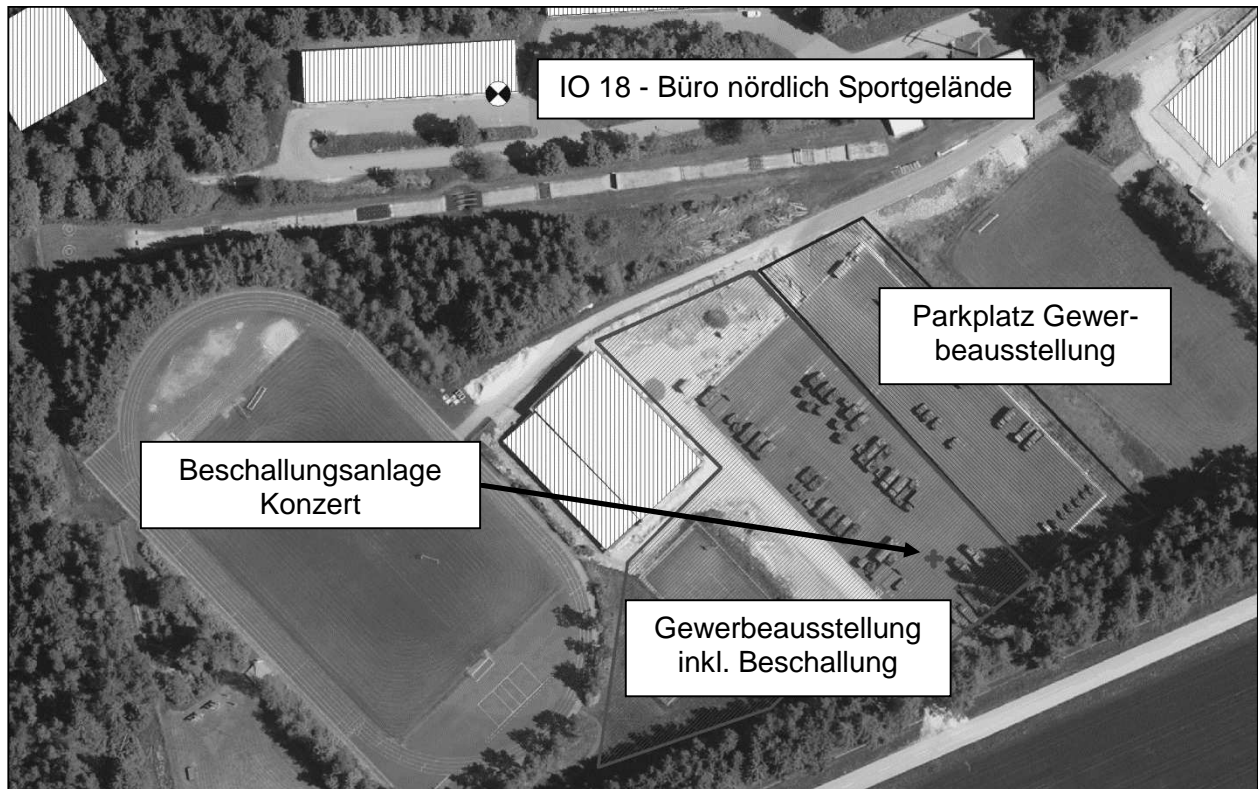 IO 18 - Büro nördlich Sportgelände
Parkplatz Gewer-
beausstellung
Beschallungsanlage
Konzert
Gewerbeausstellung
inkl. Beschallung